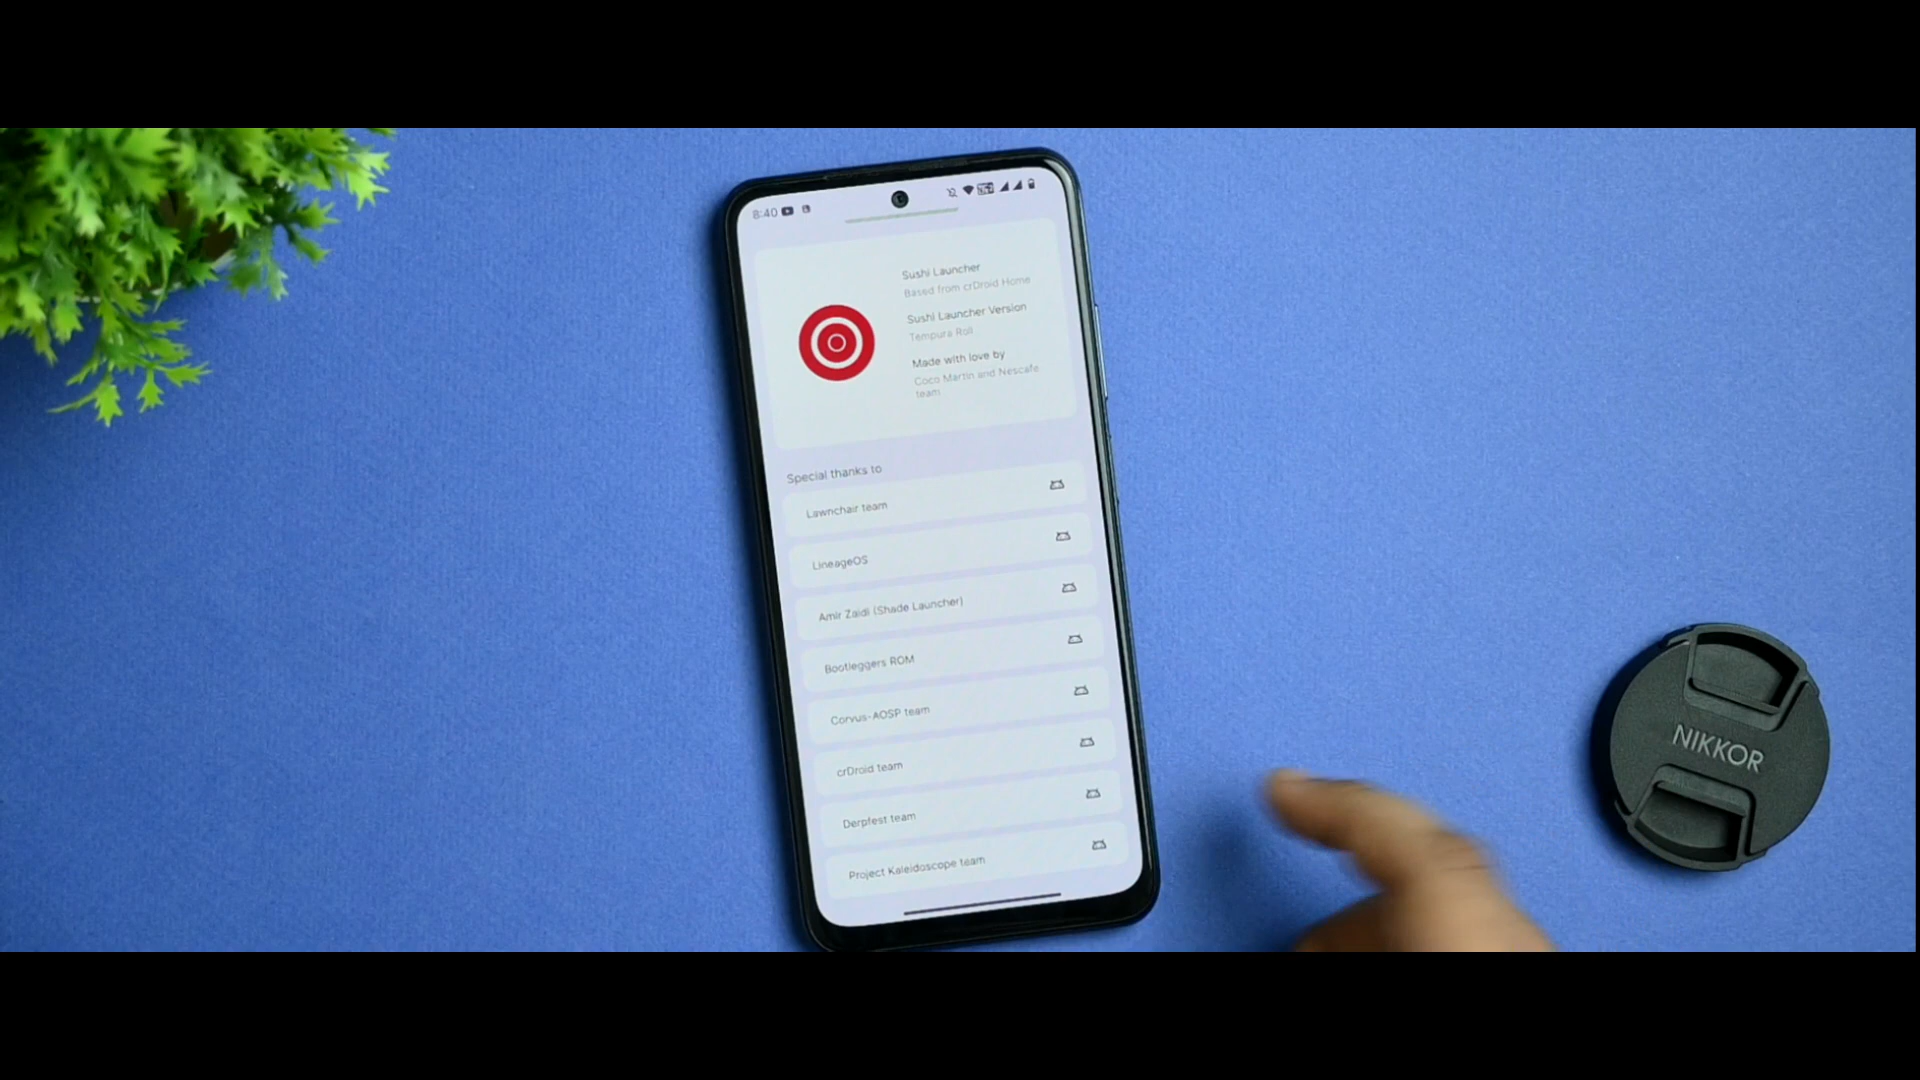 8:40
Sushi Launcher
Based from crDroid Home
Sushi Launcher Version
Tempura Roll
Made with love by
Coco Martin and Nescafe
team
Special thanks to
Lawnchair team
LineageOS
Amir Zaidi (Shade Launcher)
Bootleggers ROM
Corvus-AOSP team
crDroid team
Derpfest team
Project Kaleidoscope team
NIKKOR